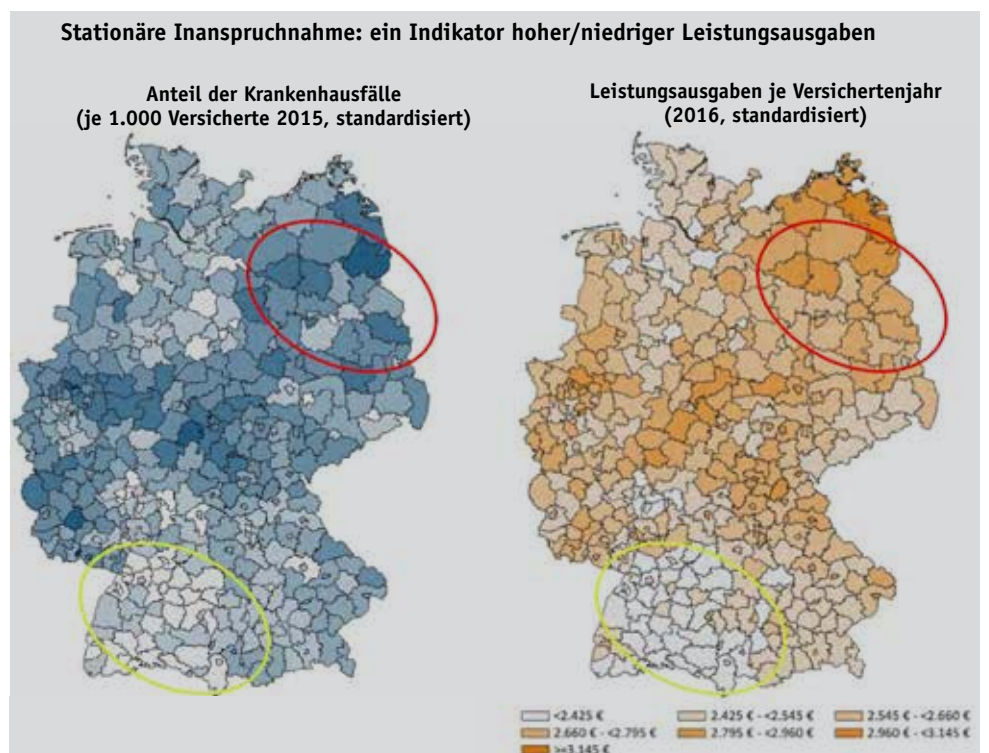 Stationäre Inanspruchnahme: ein Indikator hoher/niedriger Leistungsausgaben
Anteil der Krankenhausfälle
(je 1.000 Versicherte 2015, standardisiert)
Leistungsausgaben je Versichertenjahr
(2016, standardisiert)
<2.425 €
2.425 € - <2.545 €
2.545 € - <2.660 €
2.660 € - <2.795 €
2.795 € - <2.960 €
2.960 € - <3.145 €
>=3.145 €